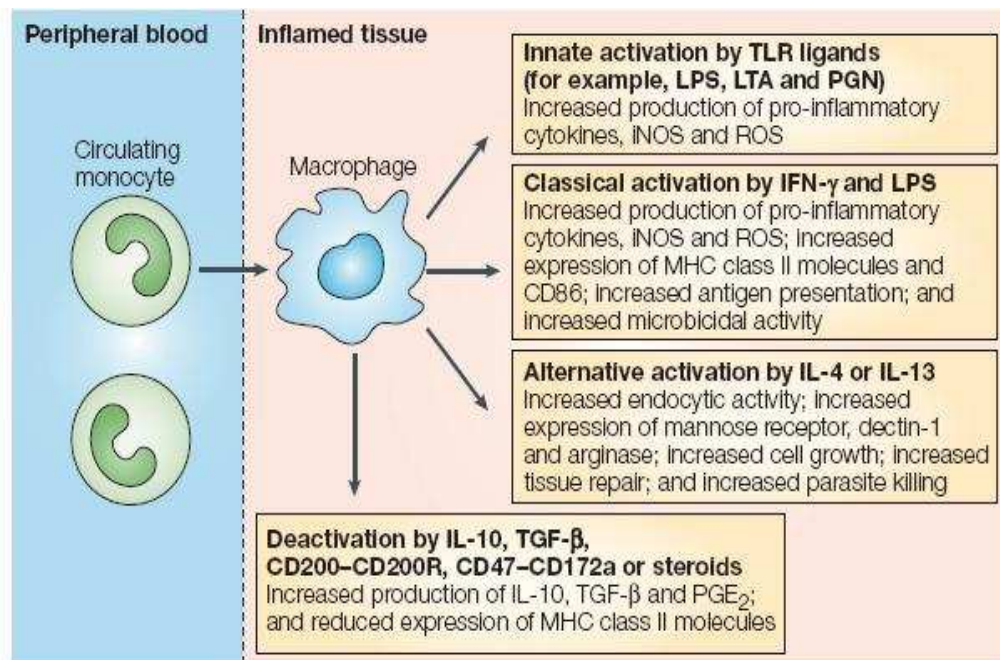 Peripheral blood
Inflamed tissue
Circulating
monocyte
Macrophage
Innate activation by TLR ligands
(for example, LPS, LTA and PGN)
Increased production of pro-inflammatory
cytokines, iNOS and ROS
Classical activation by IFN-γ and LPS
Increased production of pro-inflammatory
cytokines, iNOS and ROS; increased
expression of MHC class II molecules and
CD86; increased antigen presentation; and
increased microbicidal activity
Alternative activation by IL-4 or IL-13
Increased endocytic activity; increased
expression of mannose receptor, dectin-1
and arginase; increased cell growth; increased
tissue repair; and increased parasite killing
Deactivation by IL-10, TGF-β,
CD200–CD200R, CD47–CD172a or steroids
Increased production of IL-10, TGF-β and PGE₂;
and reduced expression of MHC class II molecules